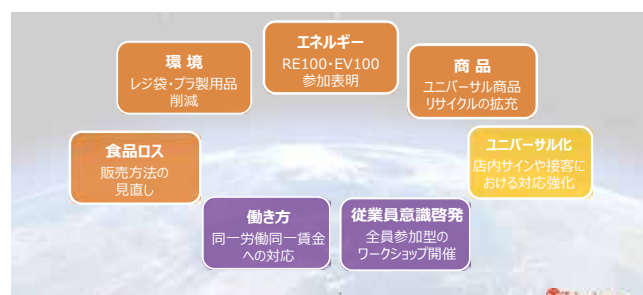 エネルギー
RE100・EV100
参加表明
環 境
レジ袋・プラ製用品
削減
商 品
ユニバーサル商品
リサイクルの拡充
食品ロス
販売方法の
見直し
ユニバーサル化
店内サインや接客に
おける対応強化
働き方
同一労働同一賃金
への対応
従業員意識啓発
全員参加型の
ワークショップ開催